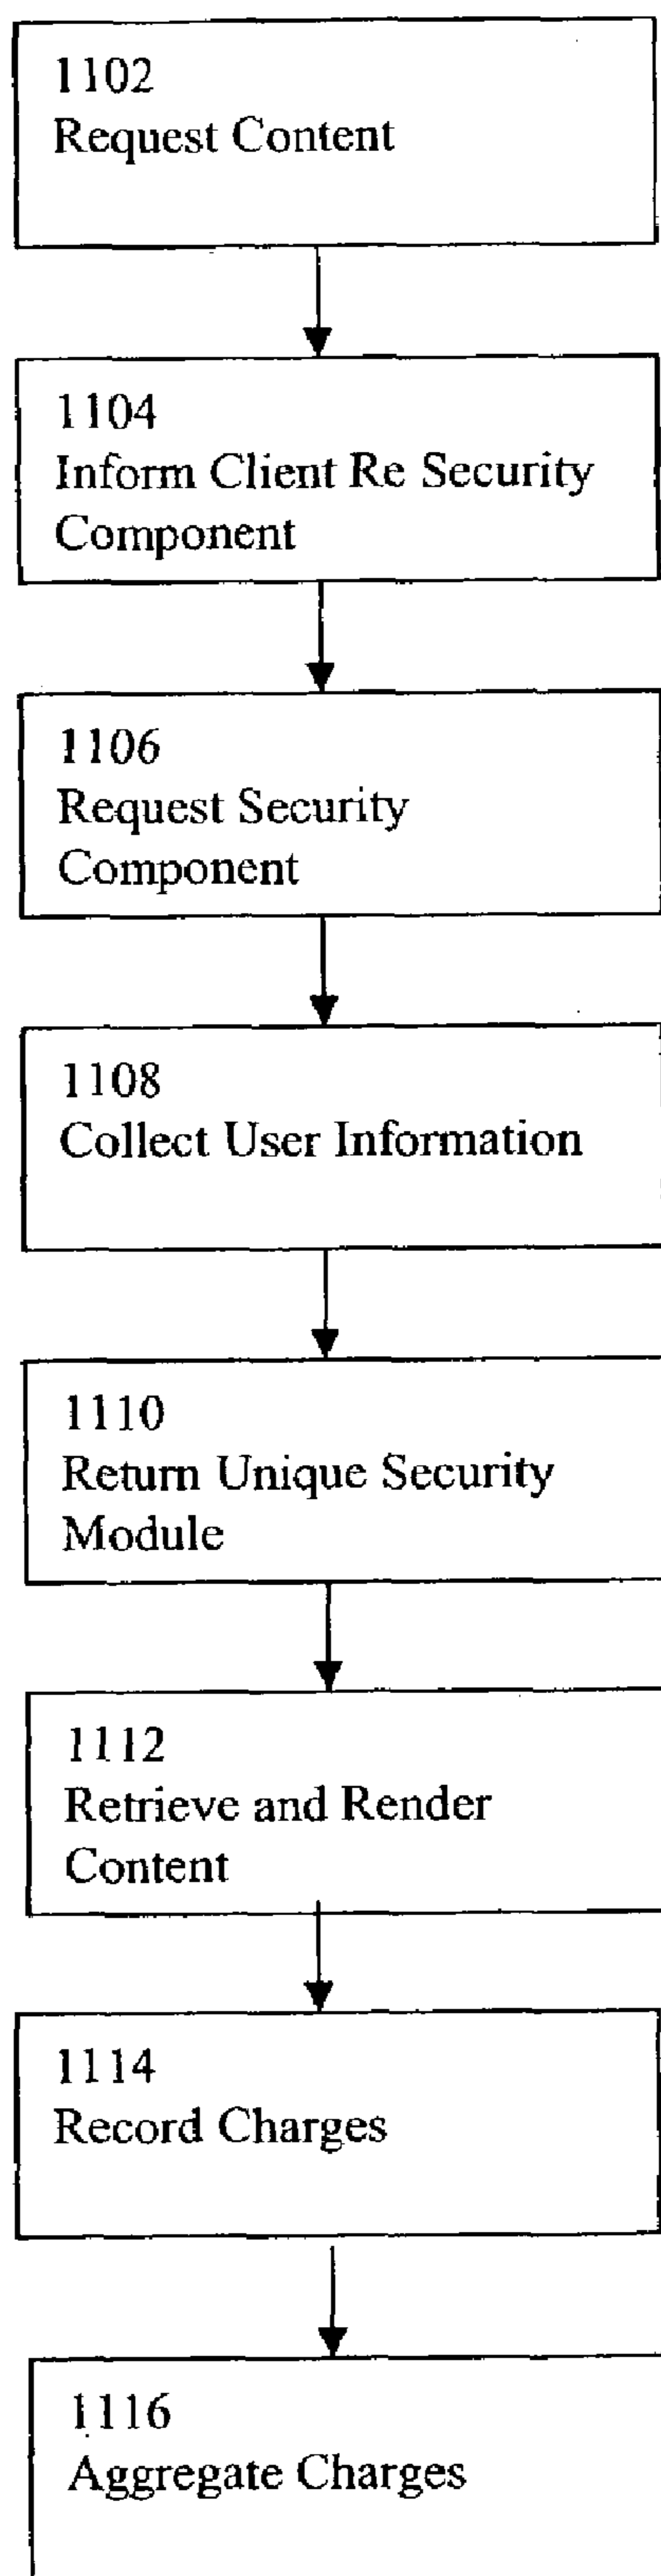 1102
Request Content
1104
Inform Client Re Security
Component
1106
Request Security
Component
1108
Collect User Information
1110
Return Unique Security
Module
1112
Retrieve and Render
Content
1114
Record Charges
1116
Aggregate Charges